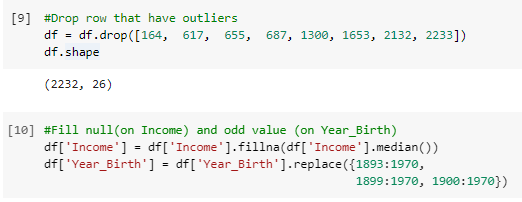 [9] #Drop row that have outliers
df = df.drop([164, 617, 655, 687, 1300, 1653, 2132, 2233])
df.shape
(2232, 26)
[10] #Fill null(on Income) and odd value (on Year_Birth)
df['Income'] = df['Income'].fillna(df['Income'].median())
df['Year_Birth'] = df['Year_Birth'].replace({1893:1970,
1899:1970, 1900:1970})